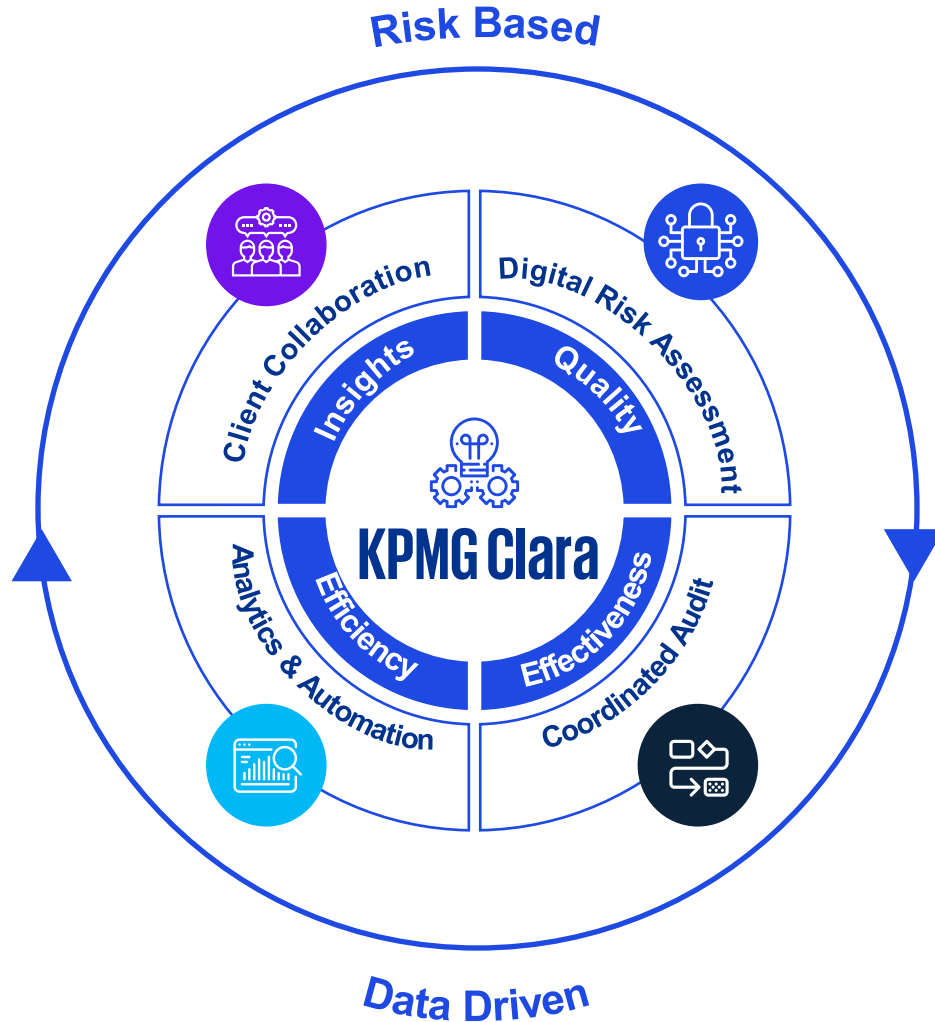 Risk Based
Client Collaboration
Digital Risk Assessment
Insights
Quality
KPMG Clara
Efficiency
Effectiveness
Analytics & Automation
Coordinated Audit
Data Driven